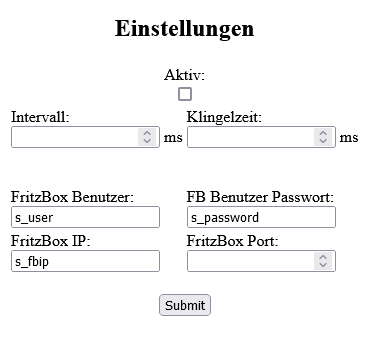 Einstellungen
Aktiv:
Intervall: Klingelzeit:
ms ms
FritzBox Benutzer: FB Benutzer Passwort:
s_user s_password
FritzBox IP: FritzBox Port:
s_fbip
Submit